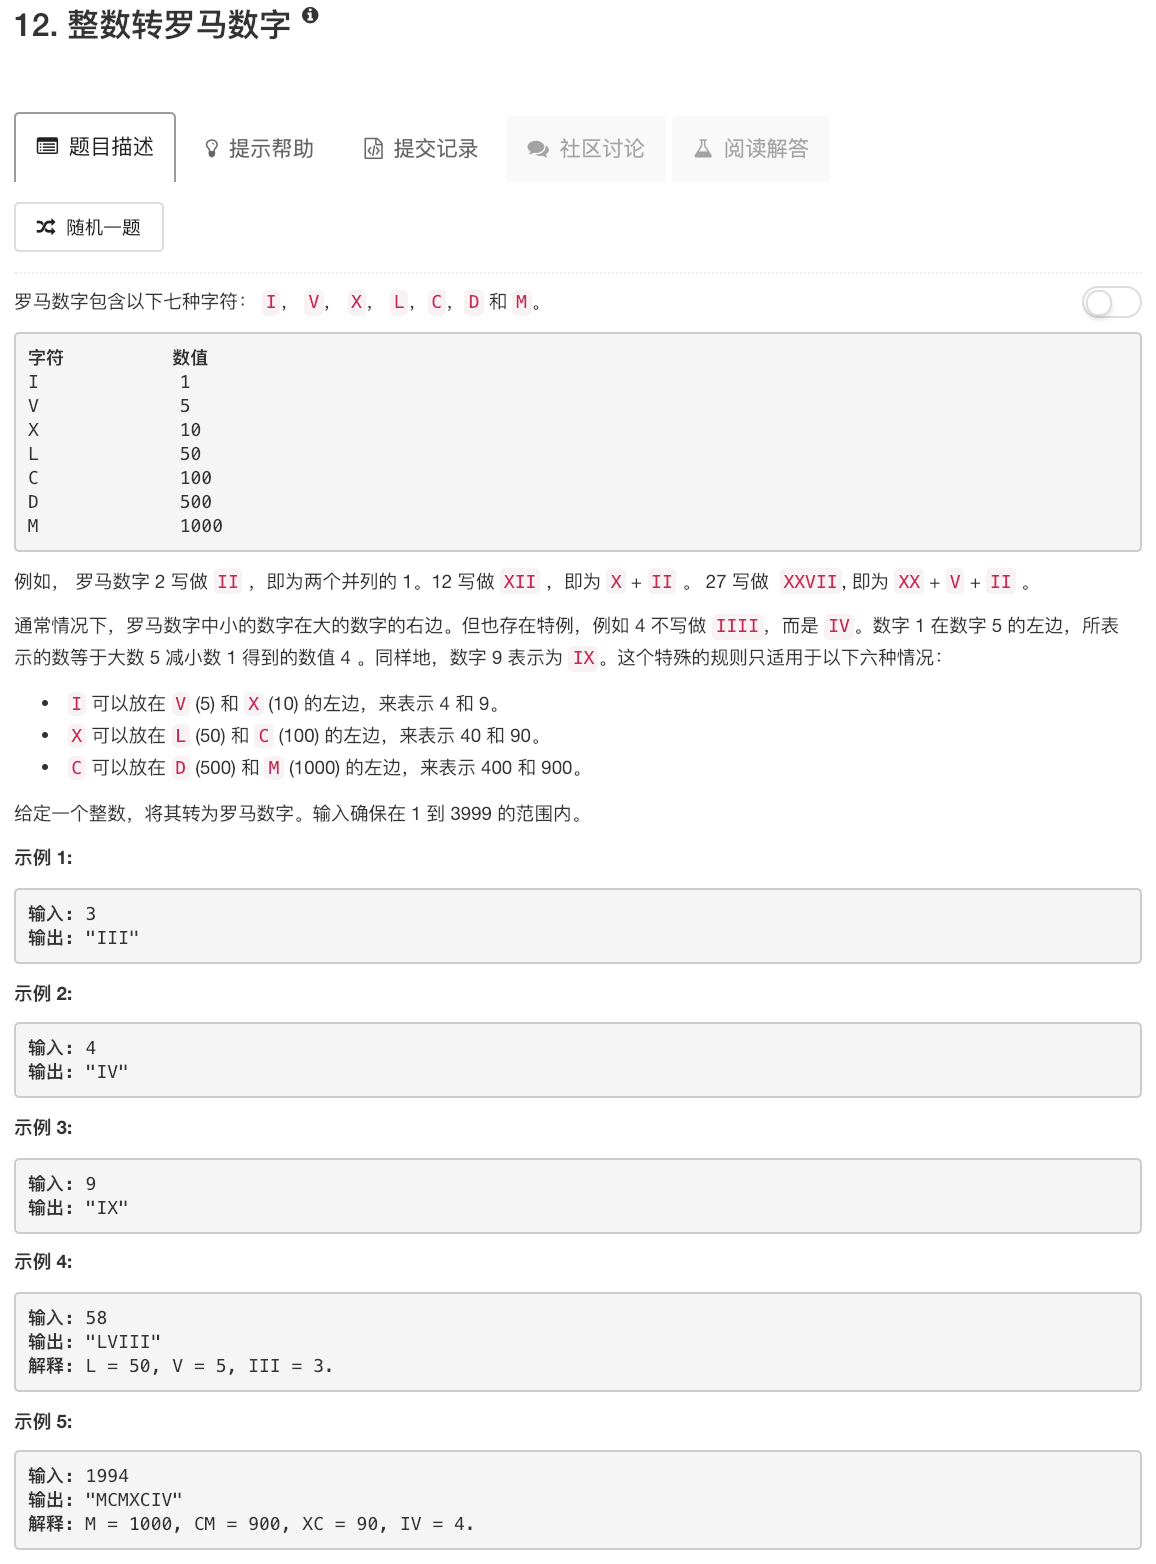 12. 整数转罗马数字
题目描述 提示帮助 提交记录 社区讨论 阅读解答
随机一题
罗马数字包含以下七种字符： I， V， X， L，C，D 和 M。
字符 数值
I 1
V 5
X 10
L 50
C 100
D 500
M 1000
例如， 罗马数字 2 写做 II ，即为两个并列的 1。12 写做 XII ，即为 X + II 。 27 写做 XXVII, 即为 XX + V + II 。
通常情况下，罗马数字中小的数字在大的数字的右边。但也存在特例，例如 4 不写做 IIII，而是 IV。数字 1 在数字 5 的左边，所表
示的数等于大数 5 减小数 1 得到的数值 4 。同样地，数字 9 表示为 IX。这个特殊的规则只适用于以下六种情况：
• I 可以放在 V (5) 和 X (10) 的左边，来表示 4 和 9。
• X 可以放在 L (50) 和 C (100) 的左边，来表示 40 和 90。
• C 可以放在 D (500) 和 M (1000) 的左边，来表示 400 和 900。
给定一个整数，将其转为罗马数字。输入确保在 1 到 3999 的范围内。
示例 1:
输入: 3
输出: "III"
示例 2:
输入: 4
输出: "IV"
示例 3:
输入: 9
输出: "IX"
示例 4:
输入: 58
输出: "LVIII"
解释: L = 50, V = 5, III = 3.
示例 5:
输入: 1994
输出: "MCMXCIV"
解释: M = 1000, CM = 900, XC = 90, IV = 4.